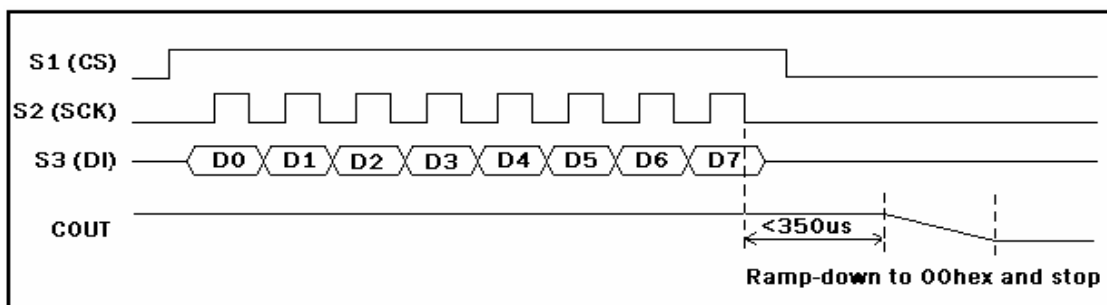 S1 (CS)
S2 (SCK)
S3 (DI) D0 D1 D2 D3 D4 D5 D6 D7
COUT <350us
Ramp-down to 00hex and stop